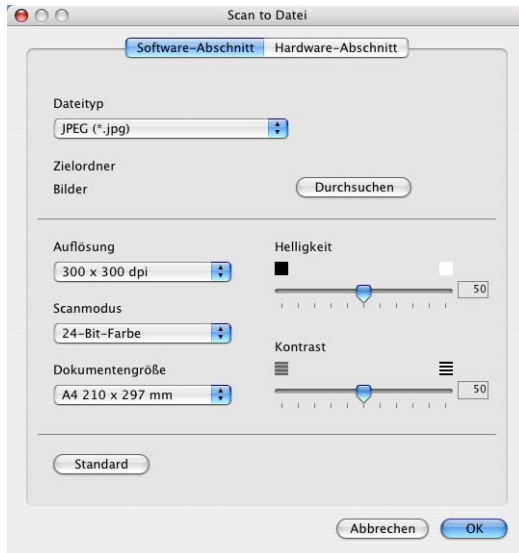 Scan to Datei
Software-Abschnitt Hardware-Abschnitt
Dateityp
JPEG (*.jpg)
Zielordner
Bilder
Durchsuchen
Auflösung
300 x 300 dpi
Scanmodus
24-Bit-Farbe
Dokumentengröße
A4 210 x 297 mm
Helligkeit
50
Kontrast
50
Standard
Abbrechen OK